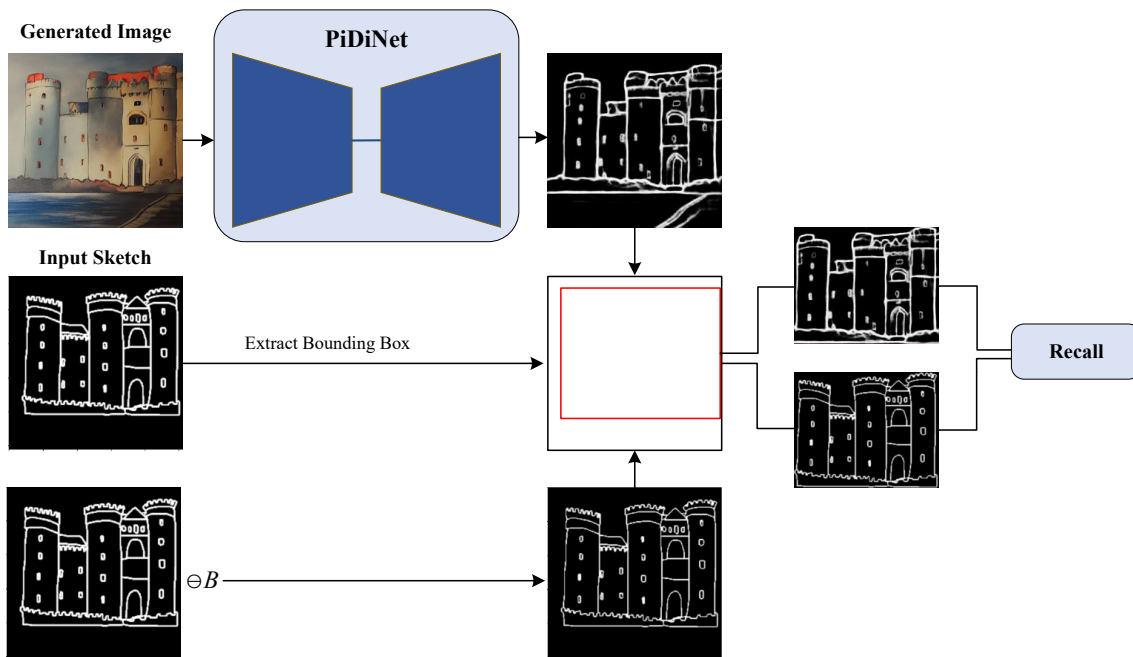 Generated Image
PiDiNet
Input Sketch
Extract Bounding Box
Recall
⊖B